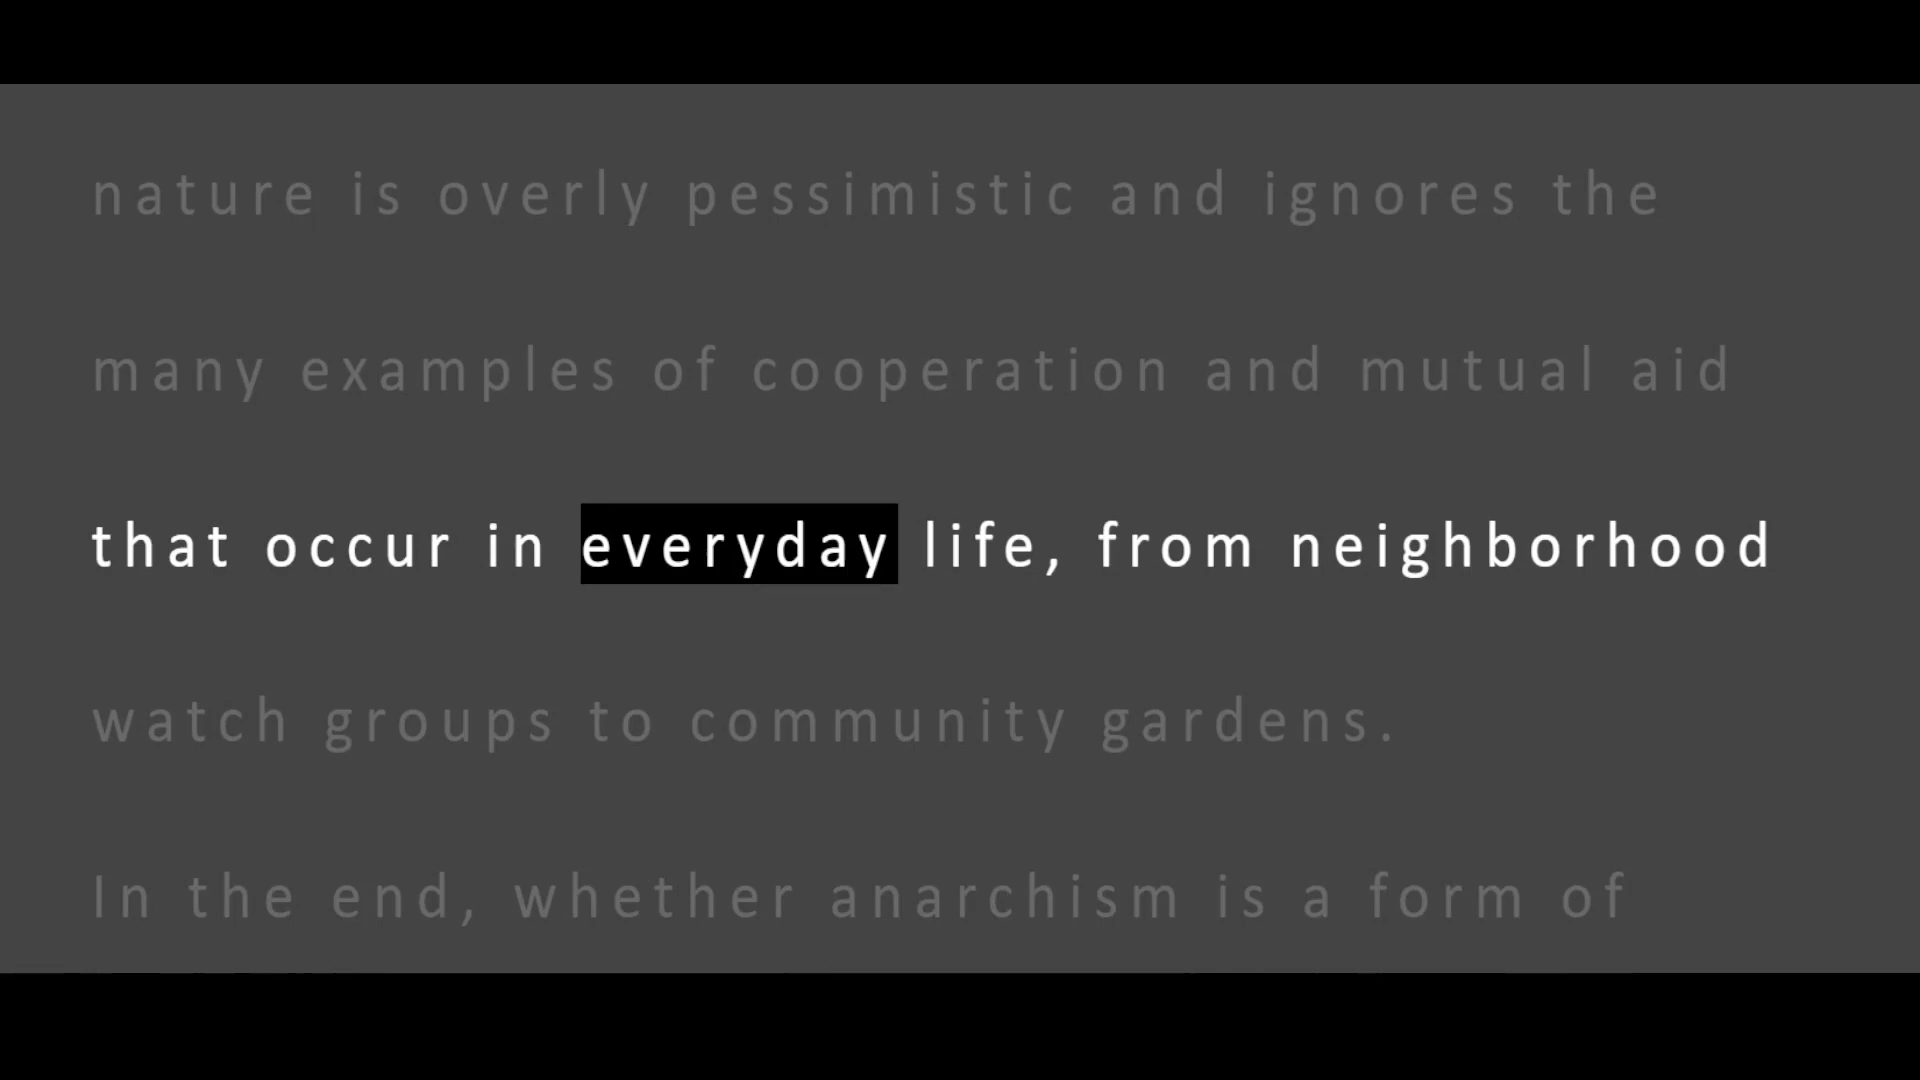 nature is overly pessimistic and ignores the
many examples of cooperation and mutual aid
that occur in everyday life, from neighborhood
watch groups to community gardens.
In the end, whether anarchism is a form of